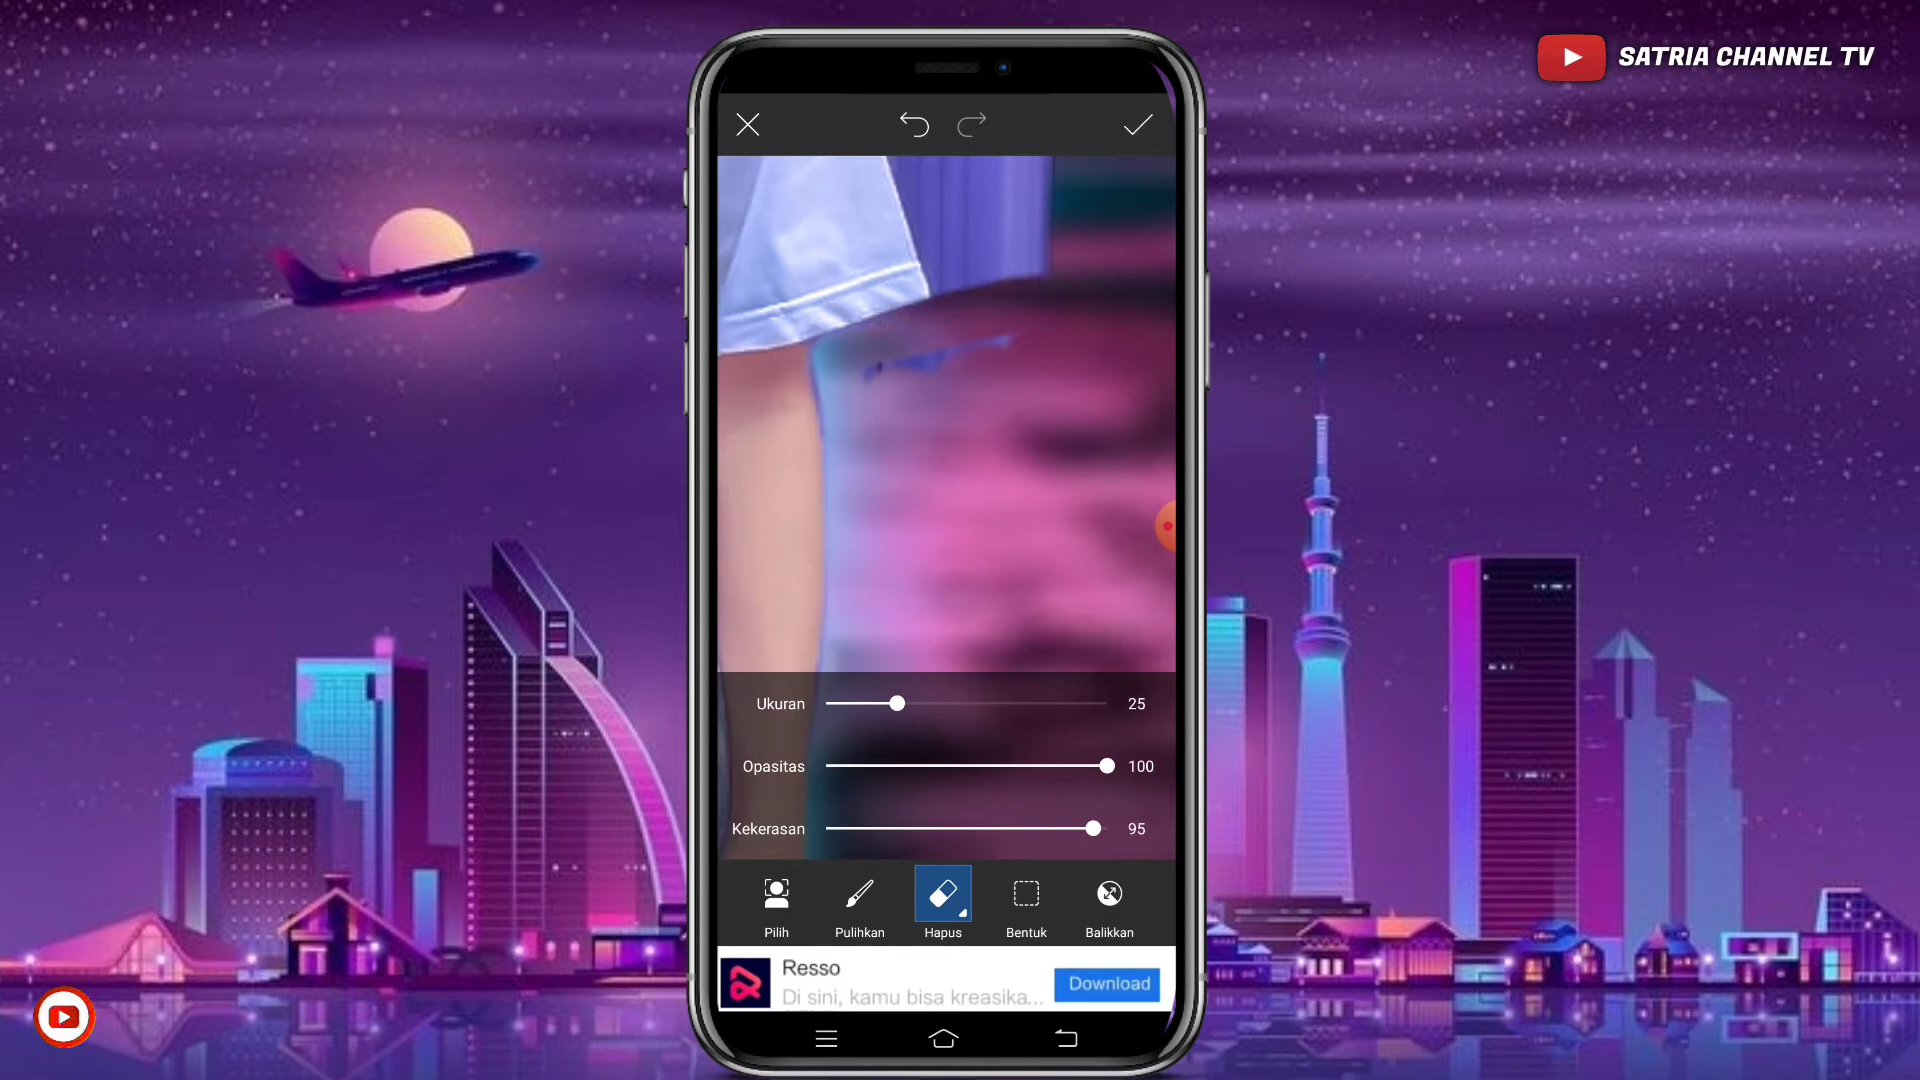 SATRIA CHANNEL TV
Ukuran 25
Opasitas 100
Kekerasan 95
Pilih Pulihkan Hapus Bentuk Balikkan
Resso
Di sini, kamu bisa kreasika...
Download